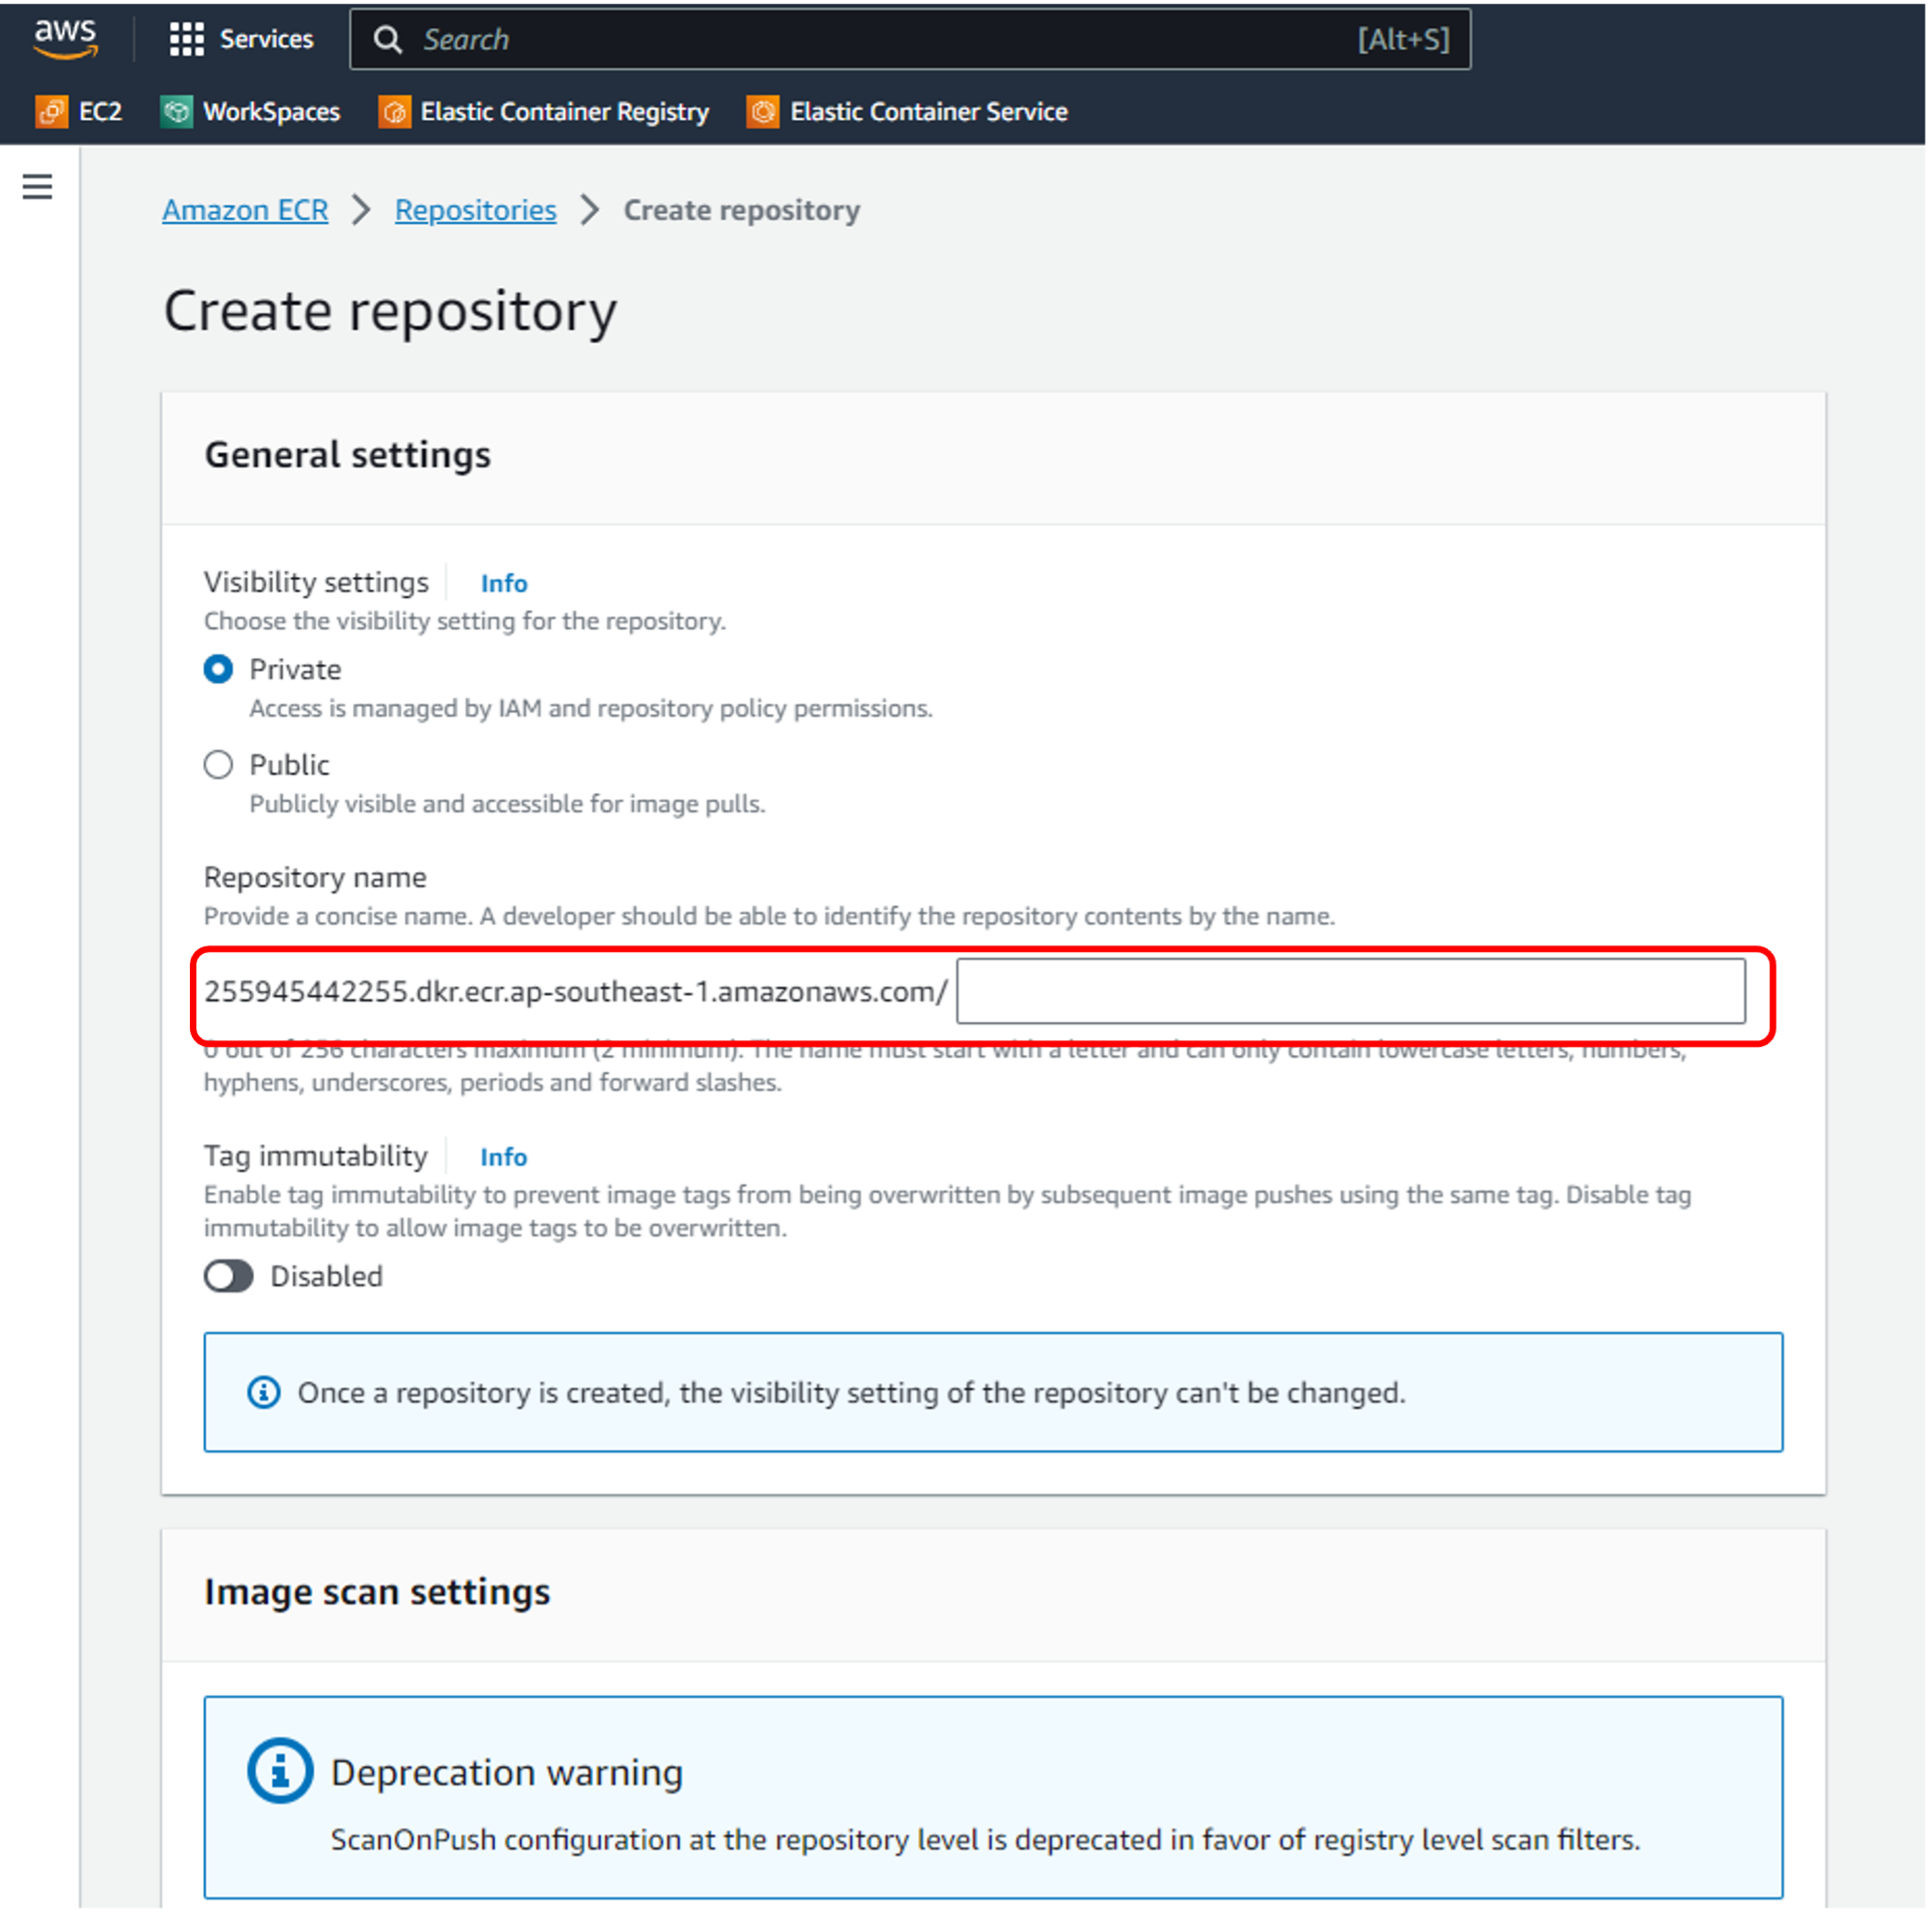 aws Services Search [Alt+S]
EC2 WorkSpaces Elastic Container Registry Elastic Container Service
Amazon ECR > Repositories > Create repository
Create repository
General settings
Visibility settings Info
Choose the visibility setting for the repository.
Private
Access is managed by IAM and repository policy permissions.
Public
Publicly visible and accessible for image pulls.
Repository name
Provide a concise name. A developer should be able to identify the repository contents by the name.
255945442255.dkr.ecr.ap-southeast-1.amazonaws.com/
0 out of 256 characters maximum (2 minimum). The name must start with a letter and can only contain lowercase letters, numbers,
hyphens, underscores, periods and forward slashes.
Tag immutability Info
Enable tag immutability to prevent image tags from being overwritten by subsequent image pushes using the same tag. Disable tag
immutability to allow image tags to be overwritten.
Disabled
Once a repository is created, the visibility setting of the repository can't be changed.
Image scan settings
Deprecation warning
ScanOnPush configuration at the repository level is deprecated in favor of registry level scan filters.